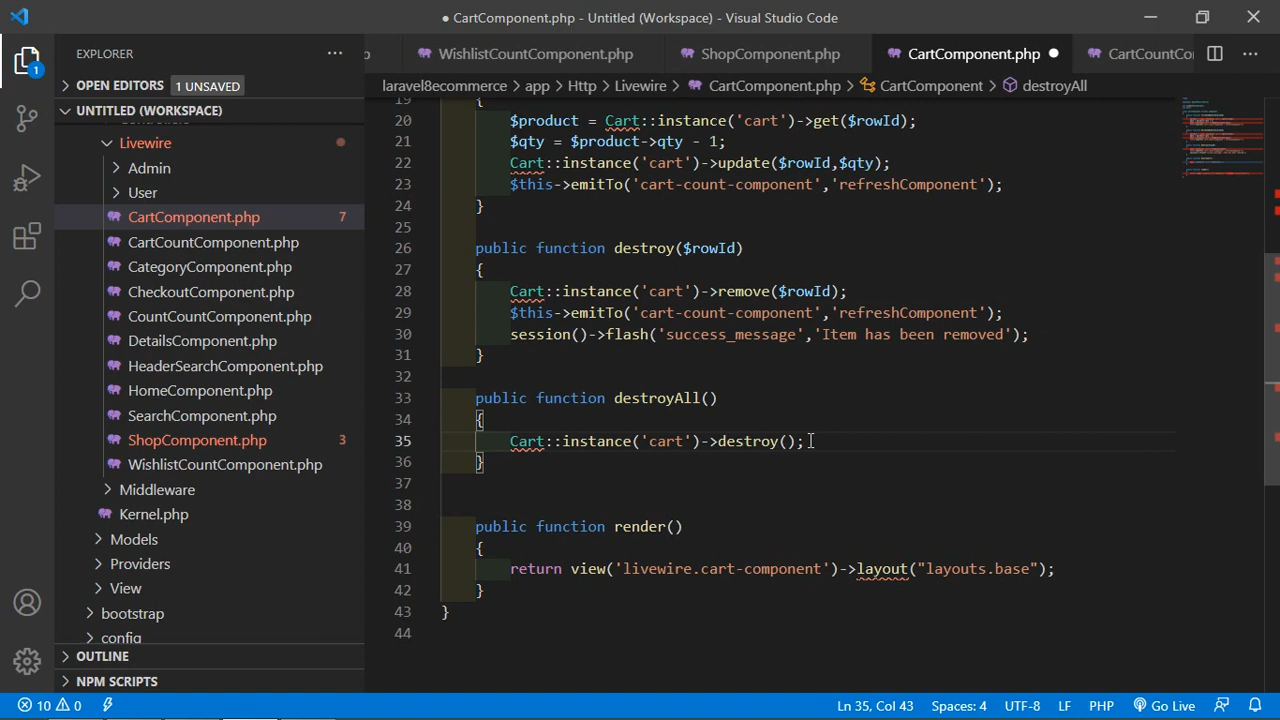 CartComponent.php - Untitled (Workspace) - Visual Studio Code
EXPLORER
WishlistCountComponent.php
ShopComponent.php
CartComponent.php
CartCountCo
1
OPEN EDITORS
1 UNSAVED
laravel8ecommerce > app > Http > Livewire > CartComponent.php > CartComponent > destroyAll
UNTITLED (WORKSPACE)
Livewire
Admin
User
CartComponent.php 7
CartCountComponent.php
CategoryComponent.php
CheckoutComponent.php
CountCountComponent.php
DetailsComponent.php
HeaderSearchComponent.php
HomeComponent.php
SearchComponent.php
ShopComponent.php 3
WishlistCountComponent.php
Middleware
Kernel.php
Models
Providers
View
bootstrap
config
OUTLINE
NPM SCRIPTS
19 {
20 $product = Cart::instance('cart')->get($rowId);
21 $qty = $product->qty - 1;
22 Cart::instance('cart')->update($rowId,$qty);
23 $this->emitTo('cart-count-component','refreshComponent');
24 }
25
26 public function destroy($rowId)
27 {
28 Cart::instance('cart')->remove($rowId);
29 $this->emitTo('cart-count-component','refreshComponent');
30 session()->flash('success_message','Item has been removed');
31 }
32
33 public function destroyAll()
34 {
35 Cart::instance('cart')->destroy();
36 }
37
38
39 public function render()
40 {
41 return view('livewire.cart-component')->layout("layouts.base");
42 }
43 }
44
10 0
Ln 35, Col 43 Spaces: 4 UTF-8 LF PHP Go Live